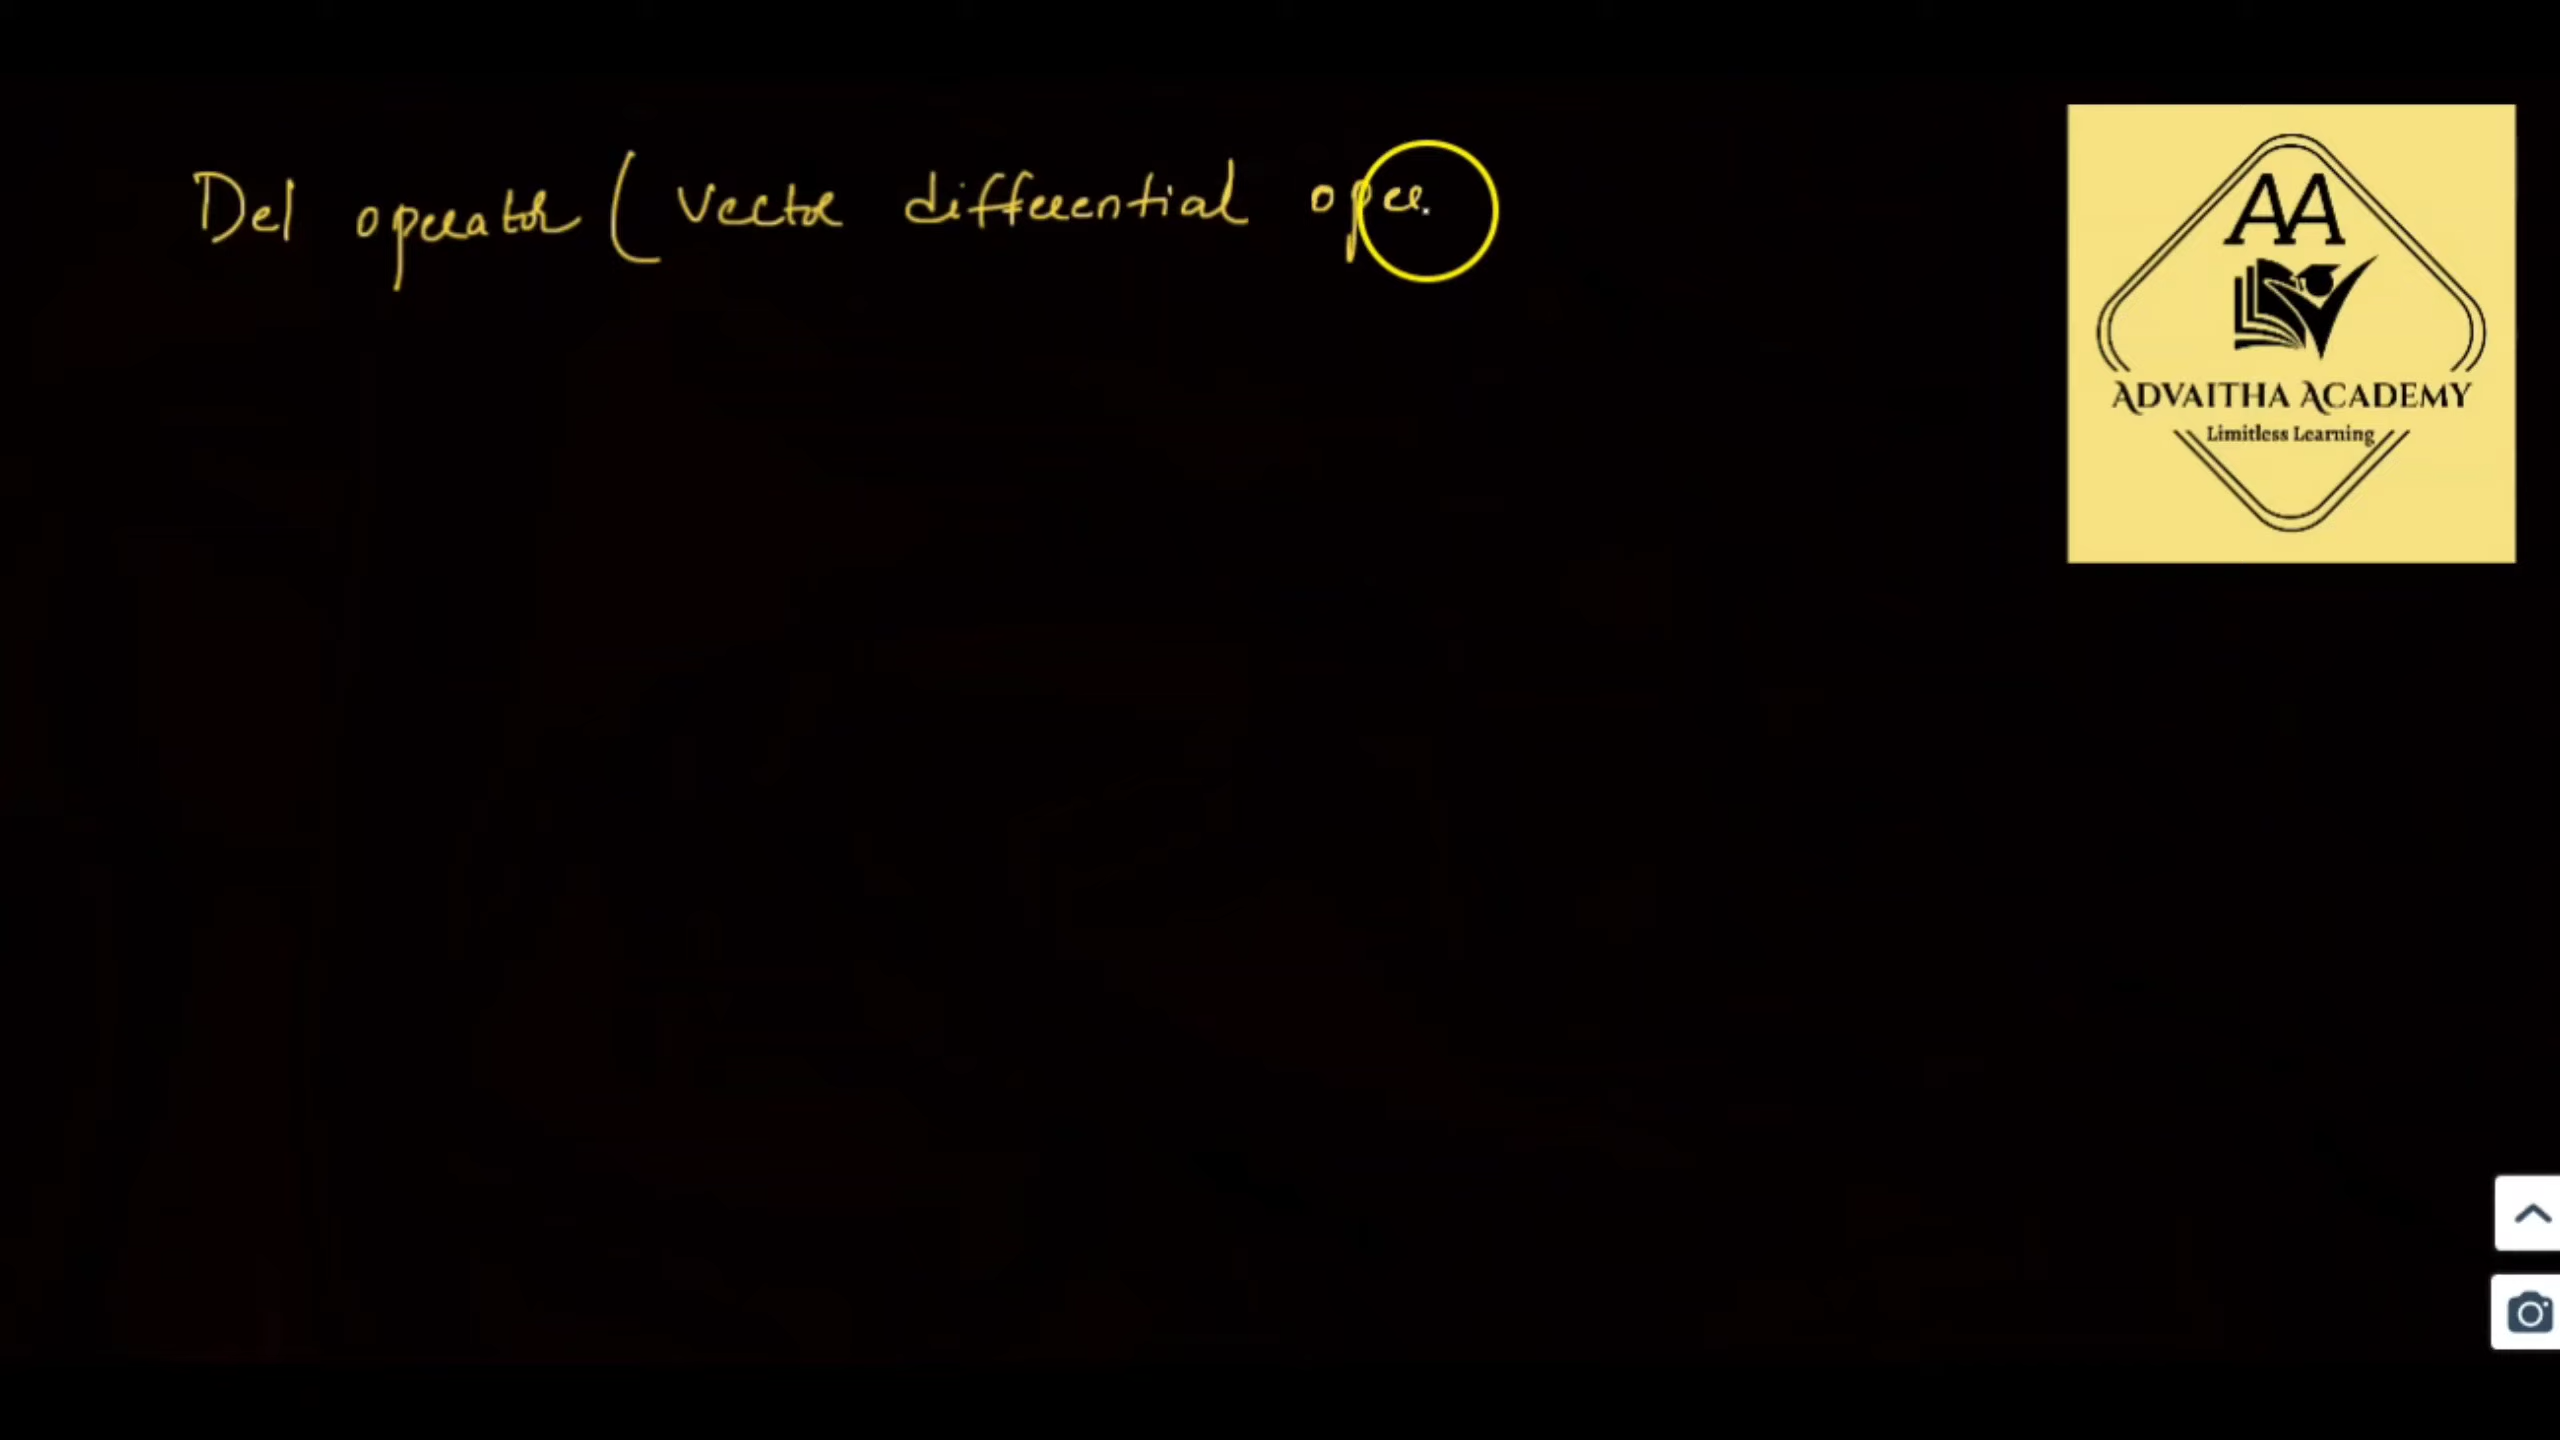 Del operator ( Vector differential oper
AA
ADVAITHA ACADEMY
Limitless Learning